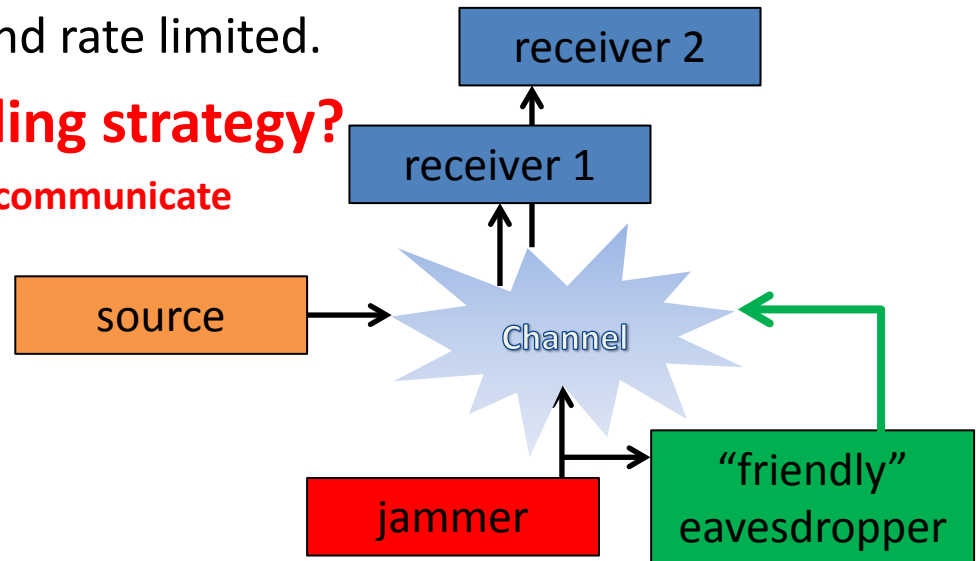 nd rate limited.
receiver 2
ling strategy?
receiver 1
communicate
source
Channel
"friendly"
eavesdropper
jammer